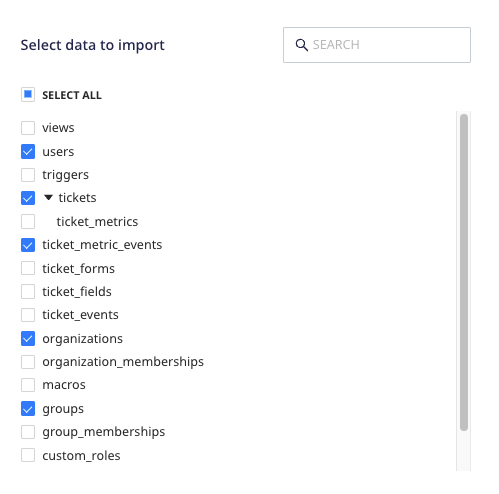 Select data to import
SEARCH
SELECT ALL
views
users
triggers
tickets
ticket_metrics
ticket_metric_events
ticket_forms
ticket_fields
ticket_events
organizations
organization_memberships
macros
groups
group_memberships
custom_roles